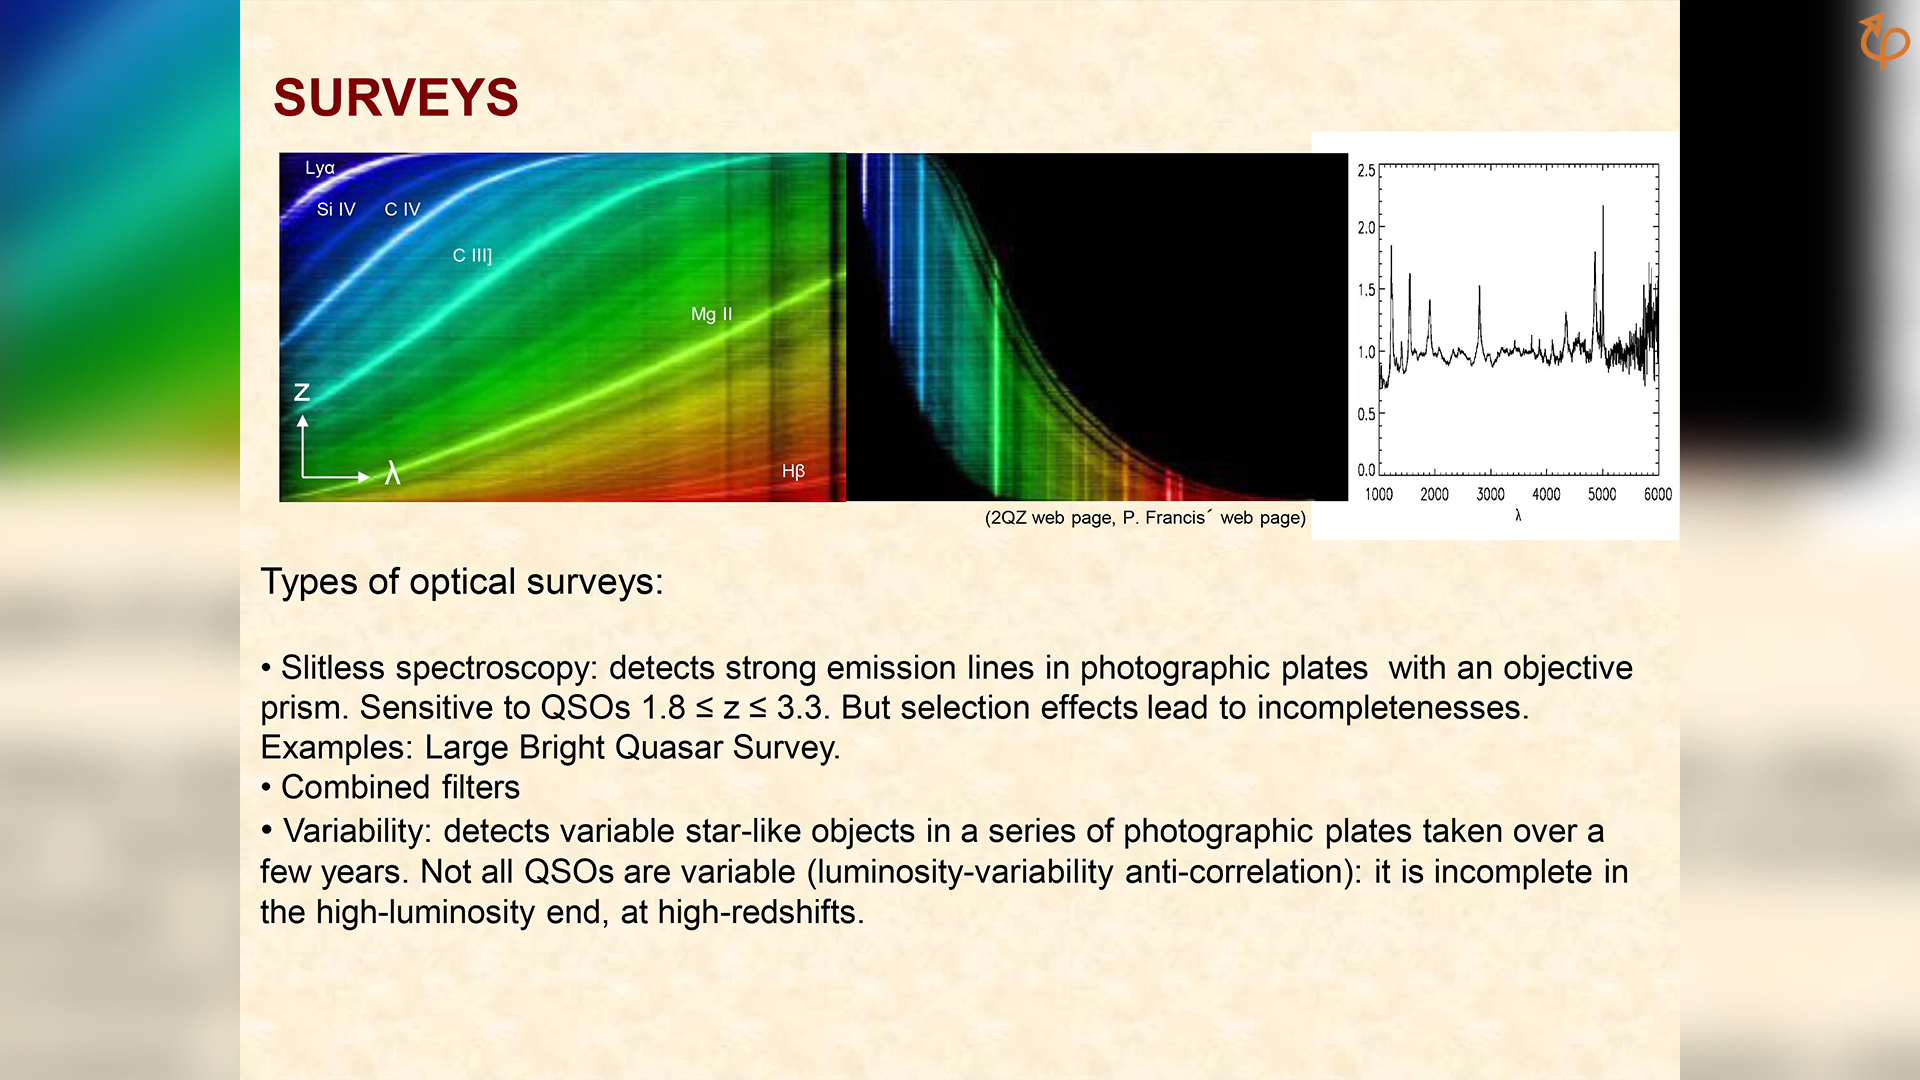 SURVEYS
Lyα
Si IV C IV
C III]
Mg II
z
λ
Hβ
2.5
2.0
1.5
1.0
0.5
0.0
1000 2000 3000 4000 5000 6000
λ
(2QZ web page, P. Francis´ web page)
Types of optical surveys:
• Slitless spectroscopy: detects strong emission lines in photographic plates with an objective
prism. Sensitive to QSOs 1.8 ≤ z ≤ 3.3. But selection effects lead to incompletenesses.
Examples: Large Bright Quasar Survey.
• Combined filters
• Variability: detects variable star-like objects in a series of photographic plates taken over a
few years. Not all QSOs are variable (luminosity-variability anti-correlation): it is incomplete in
the high-luminosity end, at high-redshifts.